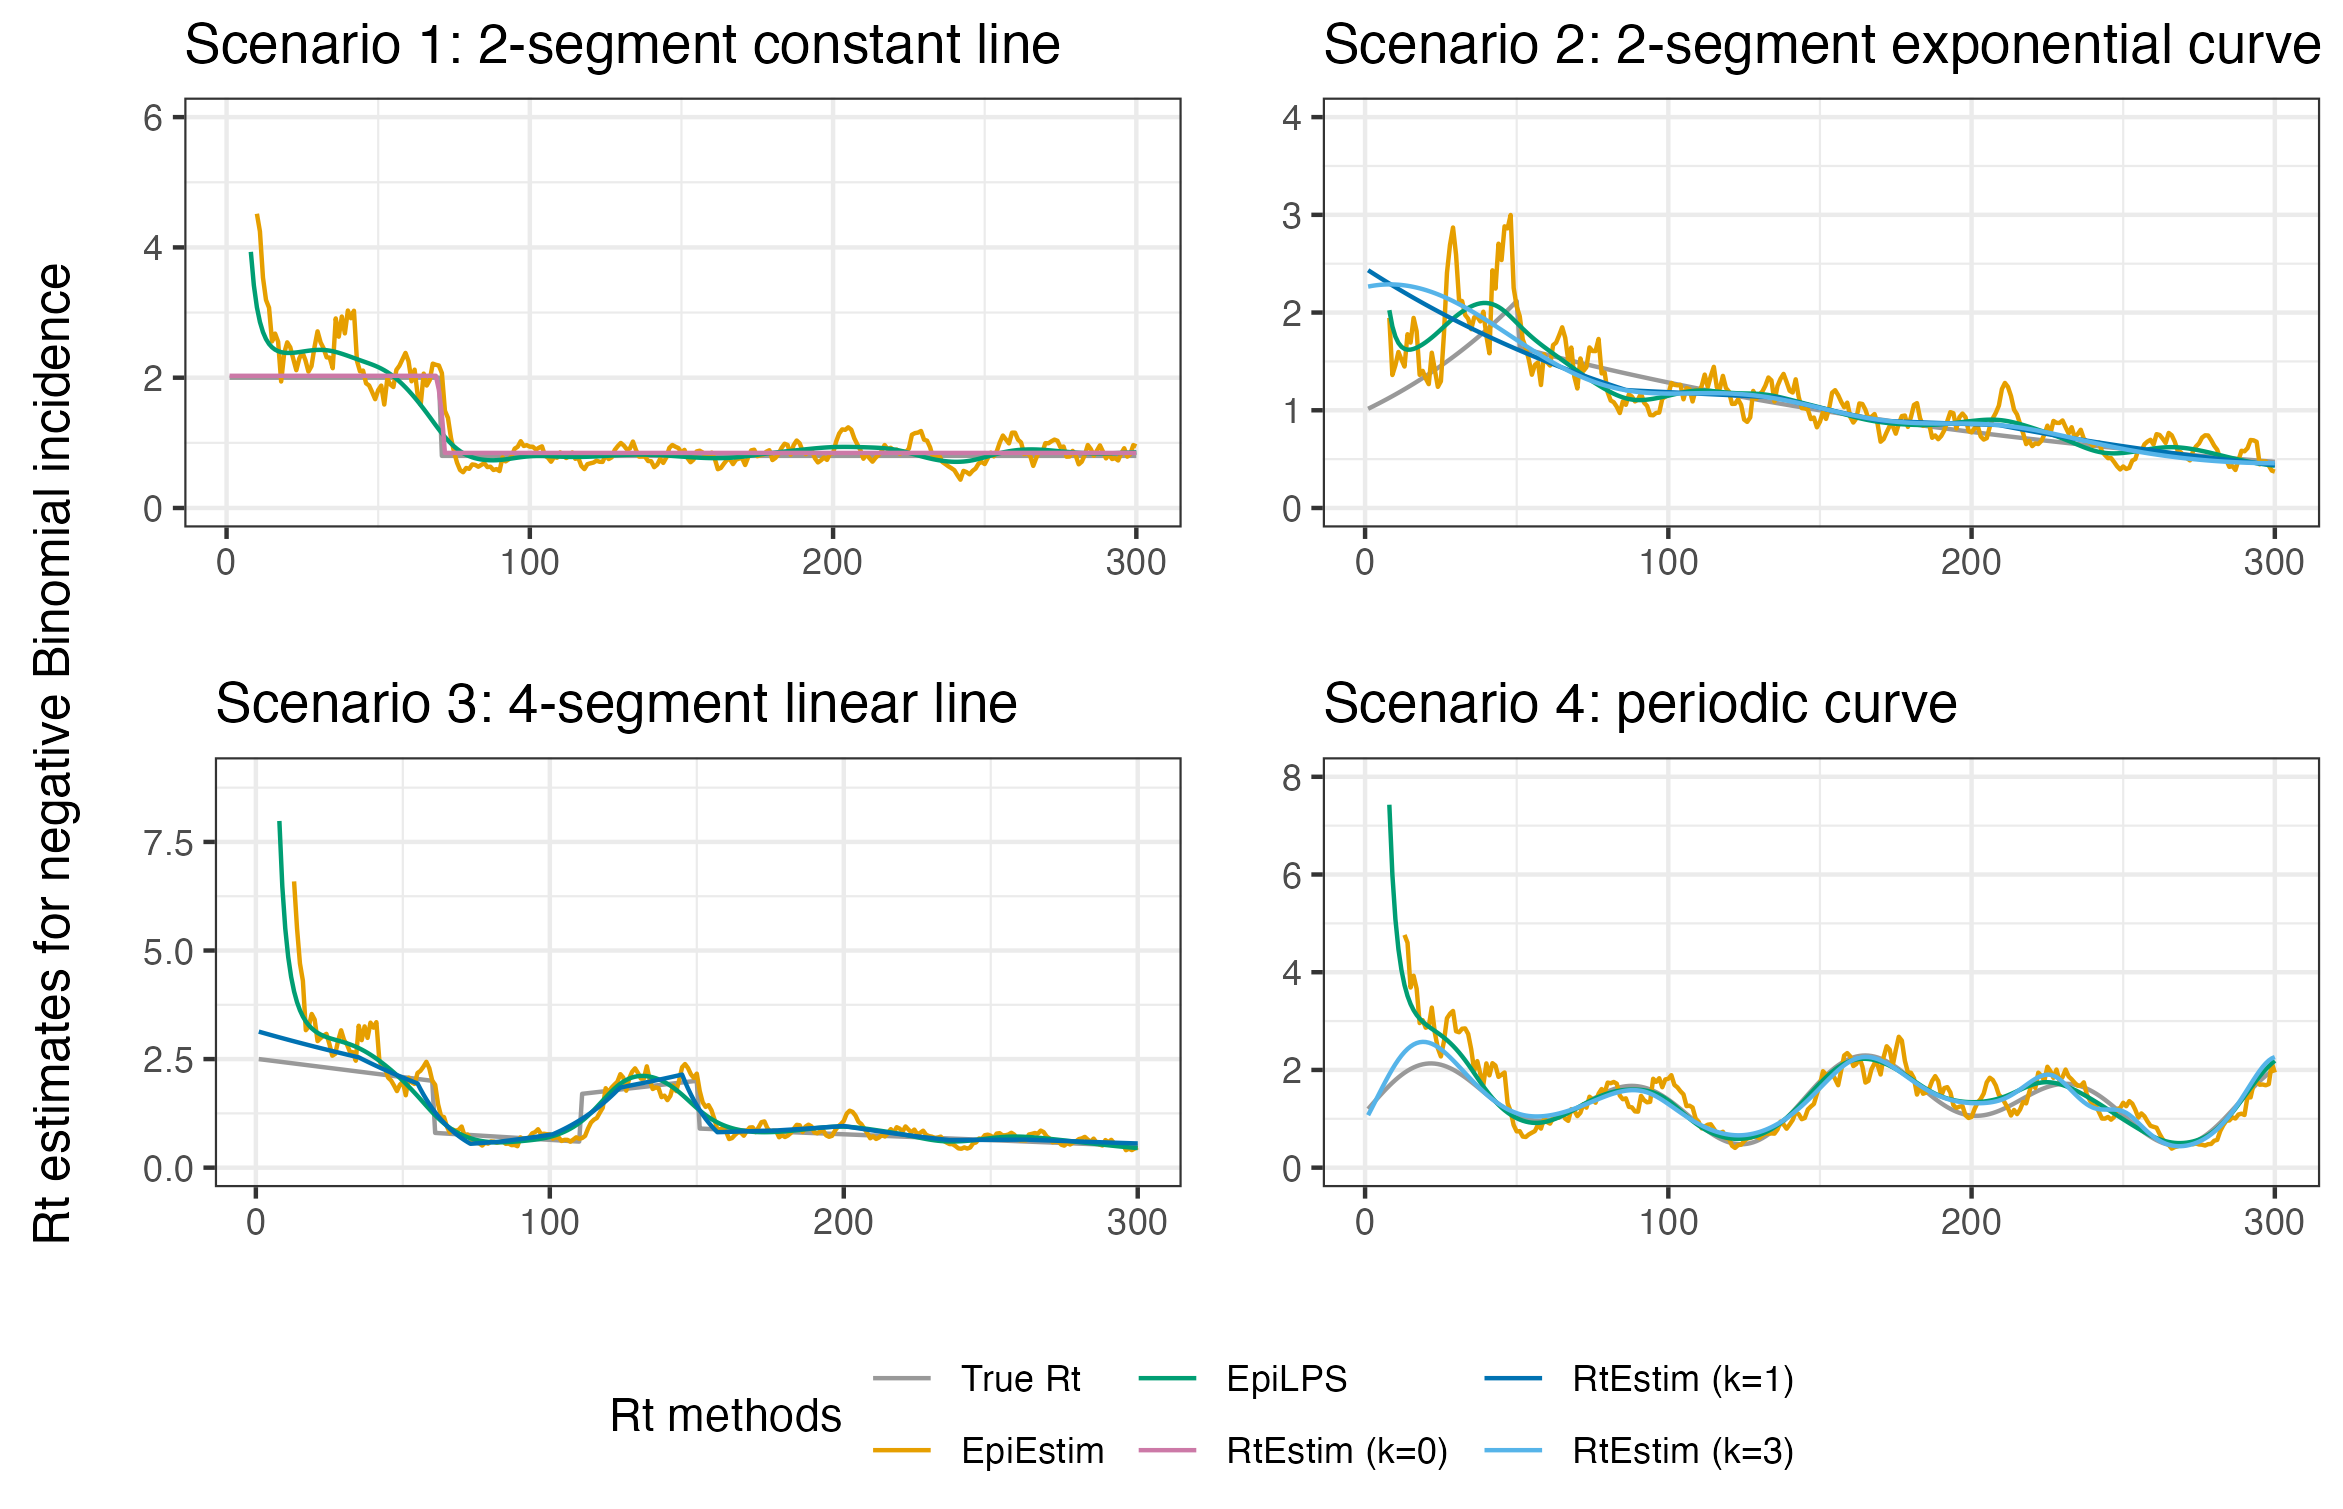 Scenario 1: 2-segment constant line
Scenario 2: 2-segment exponential curve
6
4
2
0
0 100 200 300
4
3
2
1
0
0 100 200 300
Rt estimates for negative Binomial incidence
Scenario 3: 4-segment linear line
Scenario 4: periodic curve
7.5
5.0
2.5
0.0
0 100 200 300
8
6
4
2
0
0 100 200 300
Rt methods
True Rt
EpiLPS
RtEstim (k=1)
EpiEstim
RtEstim (k=0)
RtEstim (k=3)